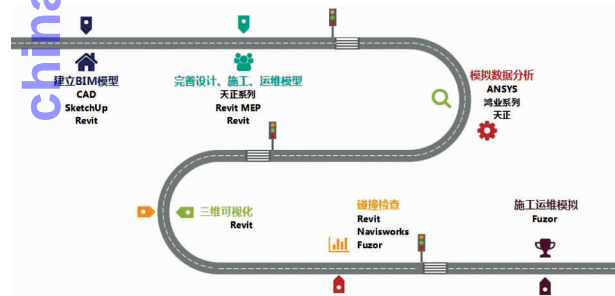 china
建立BIM模型
CAD
SketchUp
Revit
完善设计、施工、运维模型
天正系列
Revit MEP
Revit
模拟数据分析
ANSYS
鸿业系列
天正
三维可视化
Revit
碰撞检查
Revit
Navisworks
Fuzor
施工运维模拟
Fuzor